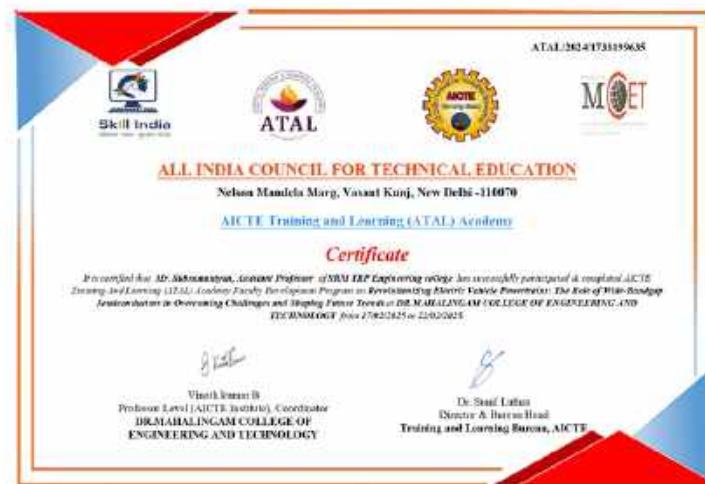 ATAL/2024/1733199635
Skill India
ATAL
AICTE
MCET
ALL INDIA COUNCIL FOR TECHNICAL EDUCATION
Nelson Mandela Marg, Vasant Kunj, New Delhi -110070
AICTE Training and Learning (ATAL) Academy
Certificate
It is certified that Mr. Subramaniyan, Assistant Professor of SRM TRP Engineering college has successfully participated & completed AICTE
Training And Learning (ATAL) Academy Faculty Development Program on Revolutionizing Electric Vehicle Powertrains: The Role of Wide-Bandgap
Semiconductors in Overcoming Challenges and Shaping Future Trends at DR.MAHALINGAM COLLEGE OF ENGINEERING AND
TECHNOLOGY from 17/02/2025 to 22/02/2025
Vinoth kumar B
Professor Level (AICTE Institute), Coordinator
DR.MAHALINGAM COLLEGE OF
ENGINEERING AND TECHNOLOGY
Dr. Sunil Luthra
Director & Bureau Head
Training and Learning Bureau, AICTE